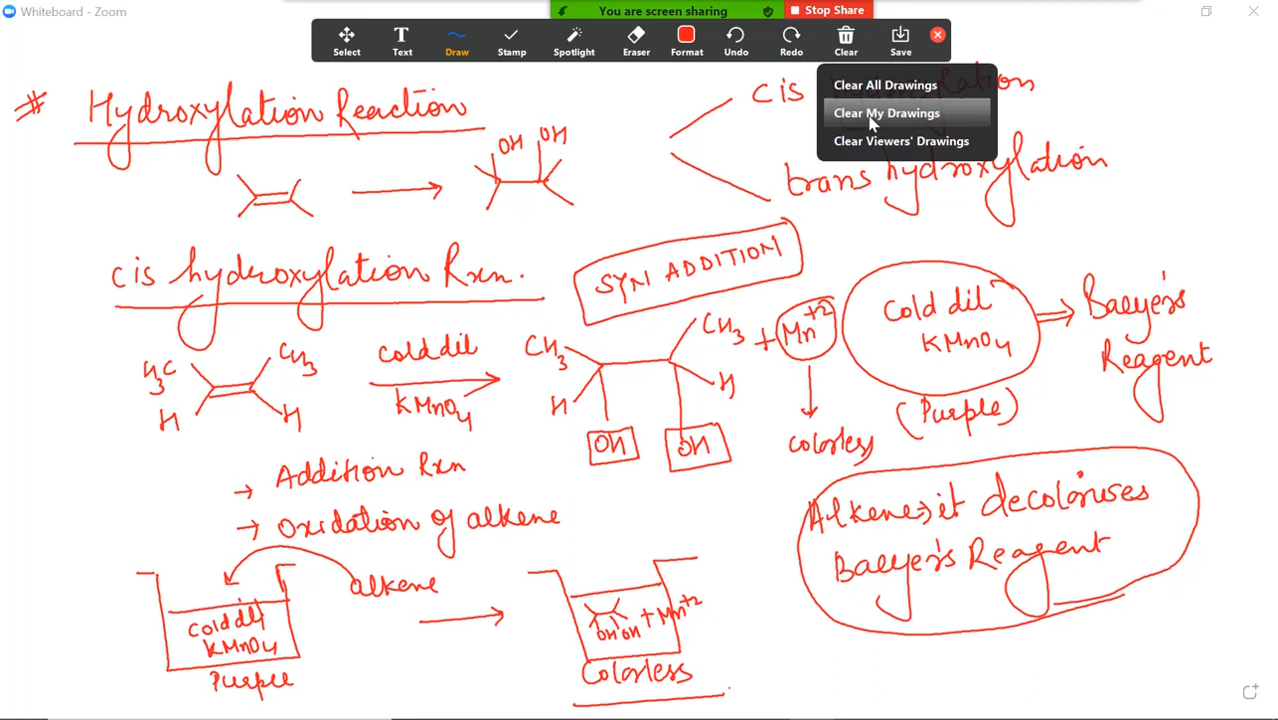 Whiteboard - Zoom
You are screen sharing
Stop Share
Select
Text
Draw
Stamp
Spotlight
Eraser
Format
Undo
Redo
Clear
Save
Clear All Drawings
Clear My Drawings
Clear Viewers' Drawings
# Hydroxylation Reaction
OH OH
cis
trans hydroxylation
cis hydroxylation Rxn.
SYN ADDITION
H3C CH3
H H
cold dil
KMnO4
CH3 CH3
H H
OH OH
+ Mn+2
colorless
Cold dil
KMnO4
(Purple)
⇒ Baeyer's
Reagent
→ Addition Rxn
→ Oxidation of alkene
alkene
Cold dil
KMnO4
Purple
OH OH + Mn+2
Colorless
Alkene ⇒ it decolorises
Baeyer's Reagent